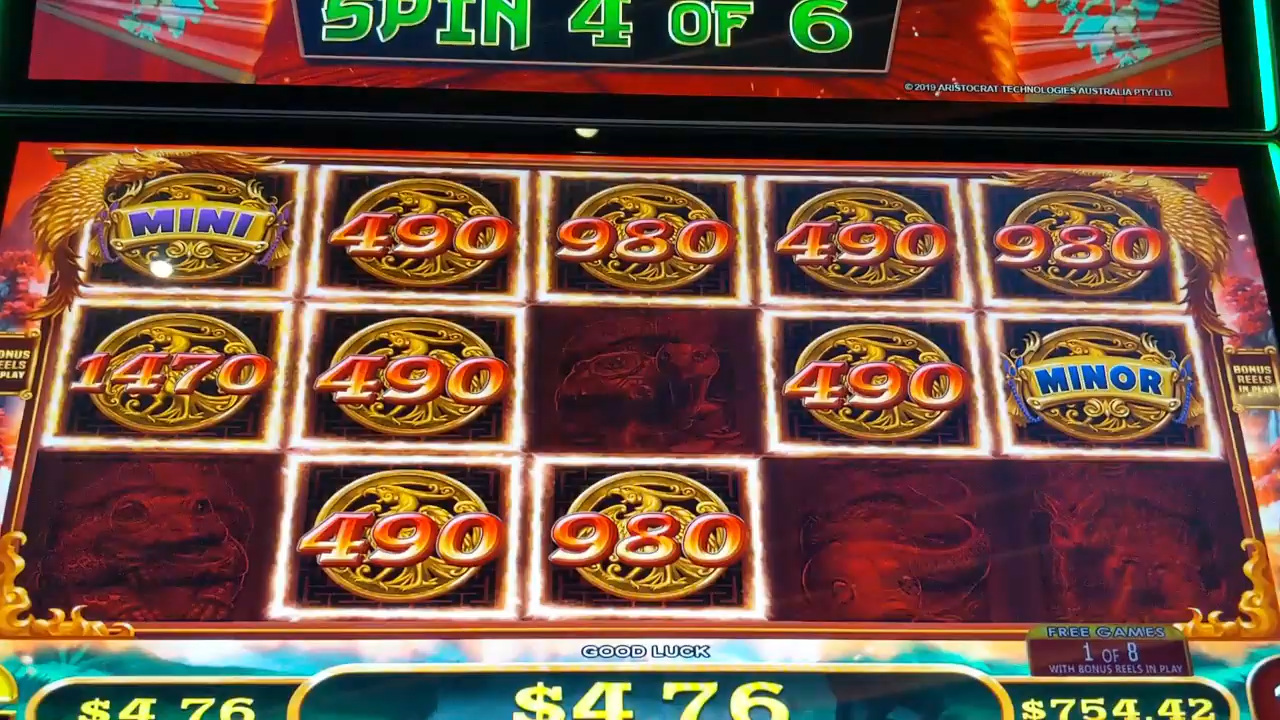 SPIN 4 OF 6
© 2019 ARISTOCRAT TECHNOLOGIES AUSTRALIA PTY LTD.
MINI 490 980 490 980
1470 490 490 MINOR
490 980
BONUS
REELS
IN PLAY
GOOD LUCK
FREE GAMES
1 OF 8
WITH BONUS REELS IN PLAY
$4.76 $4.76 $754.42